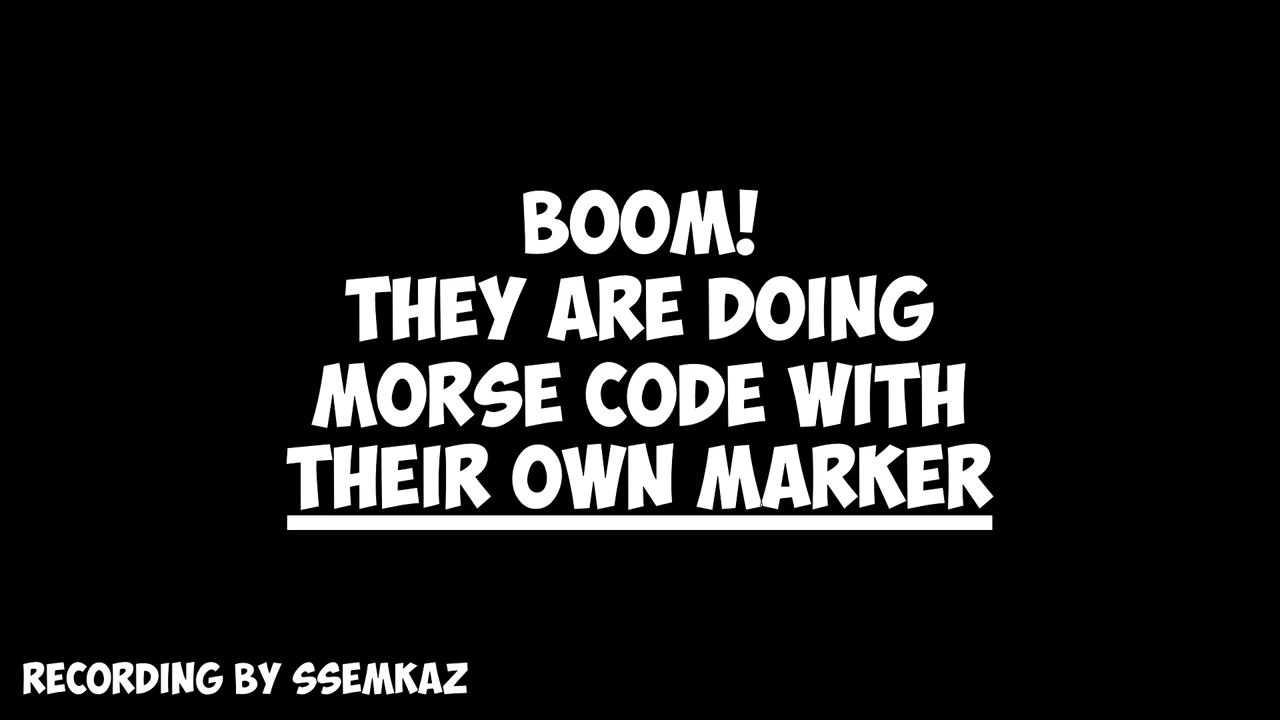 BOOM!
THEY ARE DOING
MORSE CODE WITH
THEIR OWN MARKER
RECORDING BY SSEMKAZ